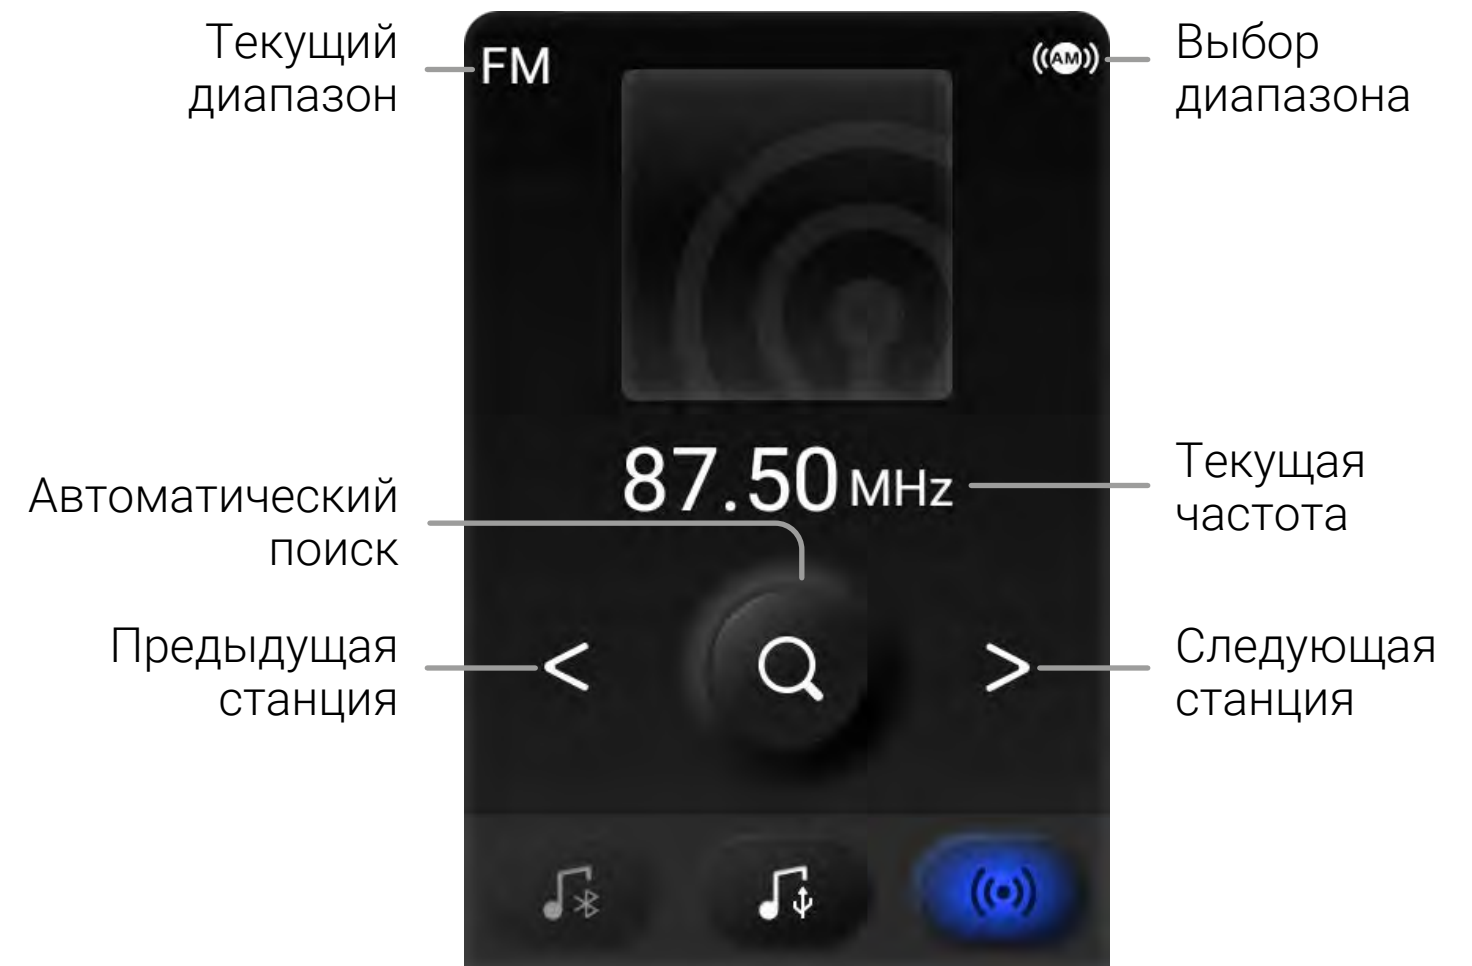 Текущий
диапазон
FM
((AM))
Выбор
диапазона
87.50 MHz
Текущая
частота
Автоматический
поиск
Предыдущая
станция
<
>
Следующая
станция